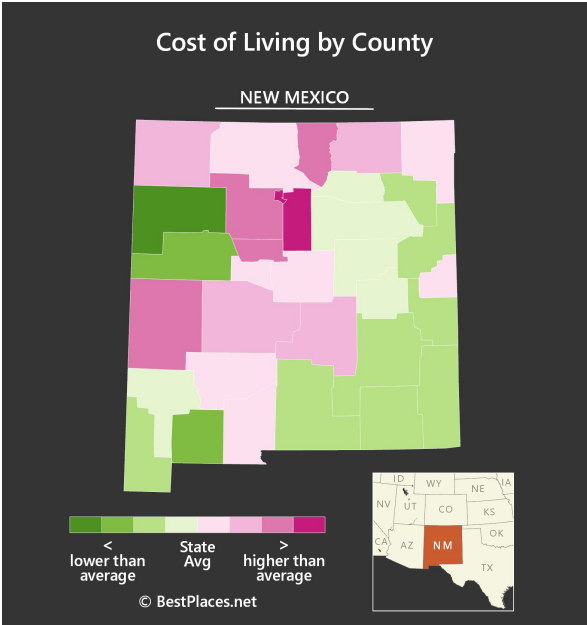 Cost of Living by County
NEW MEXICO
<
lower than
average
State
Avg
>
higher than
average
© BestPlaces.net
ID
WY
NE
IA
NV
UT
CO
KS
CA
AZ
NM
OK
TX